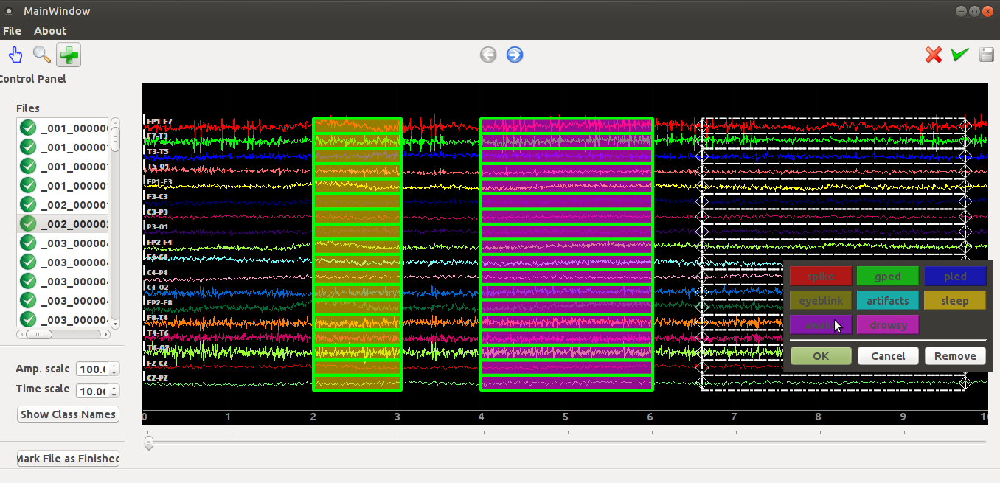 MainWindow
File About
Control Panel
Files
_001_00000
_001_00000
_001_00000
_001_00000
_002_00000
_002_00000
_003_00000
_003_00000
_003_00000
_003_00000
_003_00000
Amp. scale 100.0
Time scale 10.00
Show Class Names
Mark File as Finished
FP1-F7
F7-T3
T3-T5
T5-O1
FP1-F3
F3-C3
C3-P3
P3-O1
FP2-F4
F4-C4
C4-P4
C4-O2
FP2-F8
F8-T4
T4-T6
T6-O2
FZ-CZ
CZ-PZ
0 1 2 3 4 5 6 7 8 9 1
spike gped pled
eyeblink artifacts sleep
drowsy
OK Cancel Remove